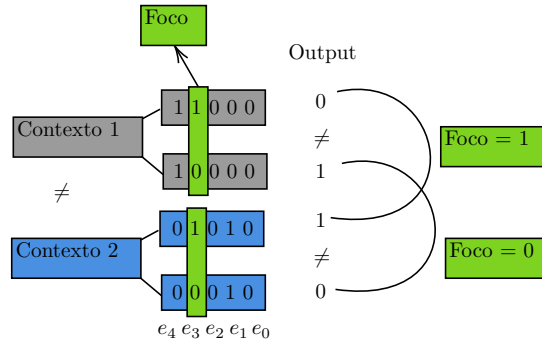 Foco
Output
1 1 0 0 0
0
Contexto 1
≠
Foco = 1
1 0 0 0 0
1
≠
0 1 0 1 0
1
Contexto 2
≠
Foco = 0
0 0 0 1 0
0
e4 e3 e2 e1 e0